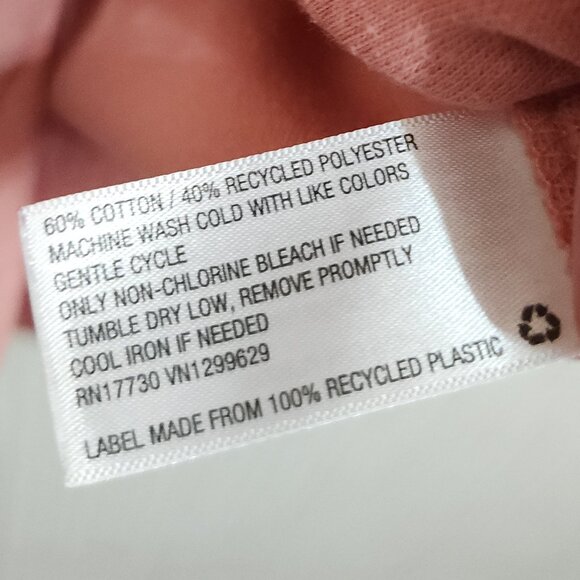 60% COTTON / 40% RECYCLED POLYESTER
MACHINE WASH COLD WITH LIKE COLORS
GENTLE CYCLE
ONLY NON-CHLORINE BLEACH IF NEEDED
TUMBLE DRY LOW, REMOVE PROMPTLY
COOL IRON IF NEEDED
RN17730 VN1299629
LABEL MADE FROM 100% RECYCLED PLASTIC